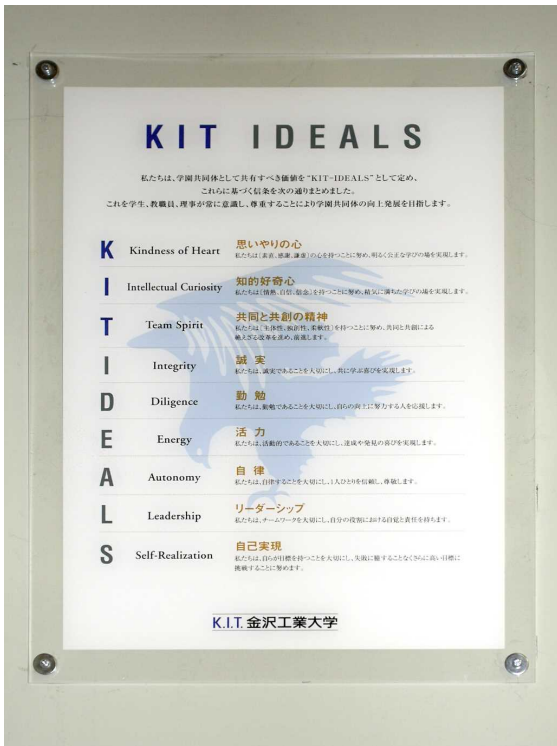 KIT IDEALS
私たちは、学園共同体として共有すべき価値を“KIT-IDEALS”として定め、
これらに基づく信条を次の通りまとめました。
これを学生、教職員、理事が常に意識し、尊重することにより学園共同体の向上発展を目指します。
K Kindness of Heart 思いやりの心
私たちは〔素直、感謝、謙虚〕の心を持つことに努め、明るく公正な学びの場を実現します。
I Intellectual Curiosity 知的好奇心
私たちは〔情熱、自信、信念〕を持つことに努め、精気に満ちた学びの場を実現します。
T Team Spirit 共同と共創の精神
私たちは〔主体性、独創性、柔軟性〕を持つことに努め、共同と共創による
絶えざる改革を進め、前進します。
I Integrity 誠 実
私たちは、誠実であることを大切にし、共に学ぶ喜びを実現します。
D Diligence 勤 勉
私たちは、勤勉であることを大切にし、自らの向上に努力する人を応援します。
E Energy 活 力
私たちは、活動的であることを大切にし、達成や発見の喜びを実現します。
A Autonomy 自 律
私たちは、自律することを大切にし、1人ひとりを信頼し、尊敬します。
L Leadership リーダーシップ
私たちは、チームワークを大切にし、自分の役割における自覚と責任を持ちます。
S Self-Realization 自己実現
私たちは、自らが目標を持つことを大切にし、失敗に臆することなくさらに高い目標に
挑戦することに努めます。
K.I.T. 金沢工業大学